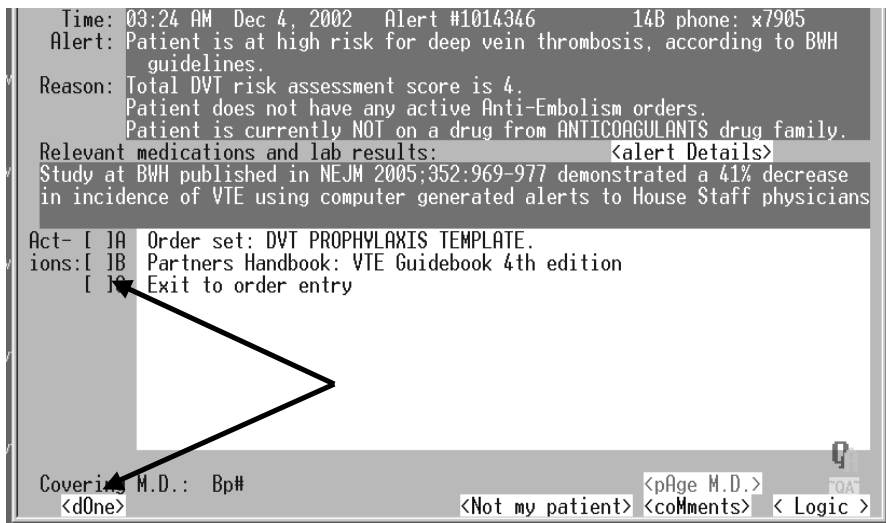 Time: 03:24 AM Dec 4, 2002 Alert #1014346 14B phone: x7905
Alert: Patient is at high risk for deep vein thrombosis, according to BWH
guidelines.
Reason: Total DVT risk assessment score is 4.
Patient does not have any active Anti-Embolism orders.
Patient is currently NOT on a drug from ANTICOAGULANTS drug family.
Relevant medications and lab results: <alert Details>
Study at BWH published in NEJM 2005;352:969-977 demonstrated a 41% decrease
in incidence of VTE using computer generated alerts to House Staff physicians
Act- [ ]A Order set: DVT PROPHYLAXIS TEMPLATE.
ions:[ ]B Partners Handbook: VTE Guidebook 4th edition
[ ]C Exit to order entry
Covering M.D.: Bp#  <pAge M.D.> QA
<dOne> <Not my patient> <coMments> < Logic >